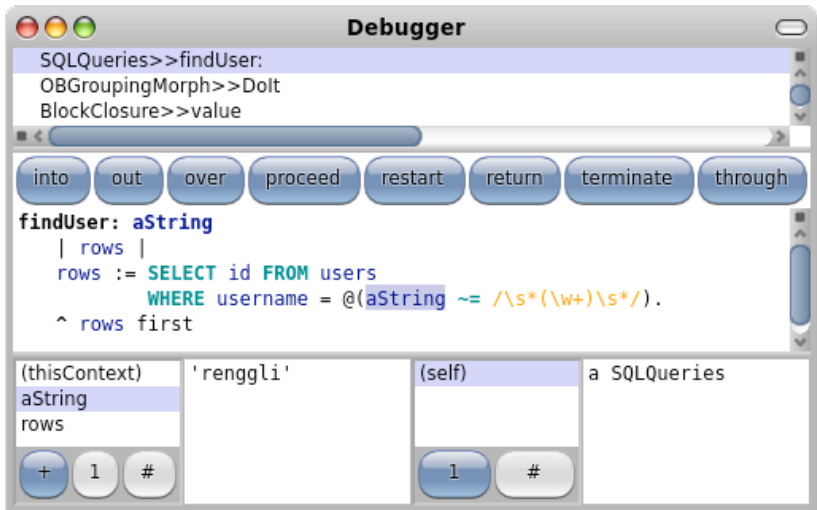 Debugger
SQLQueries>>findUser:
OBGroupingMorph>>DoIt
BlockClosure>>value
into out over proceed restart return terminate through
findUser: aString
| rows |
rows := SELECT id FROM users
WHERE username = @(aString ~= /\s*(\w+)\s*/).
^ rows first
(thisContext) 'renggli' (self) a SQLQueries
aString
rows
+ 1 # 1 #